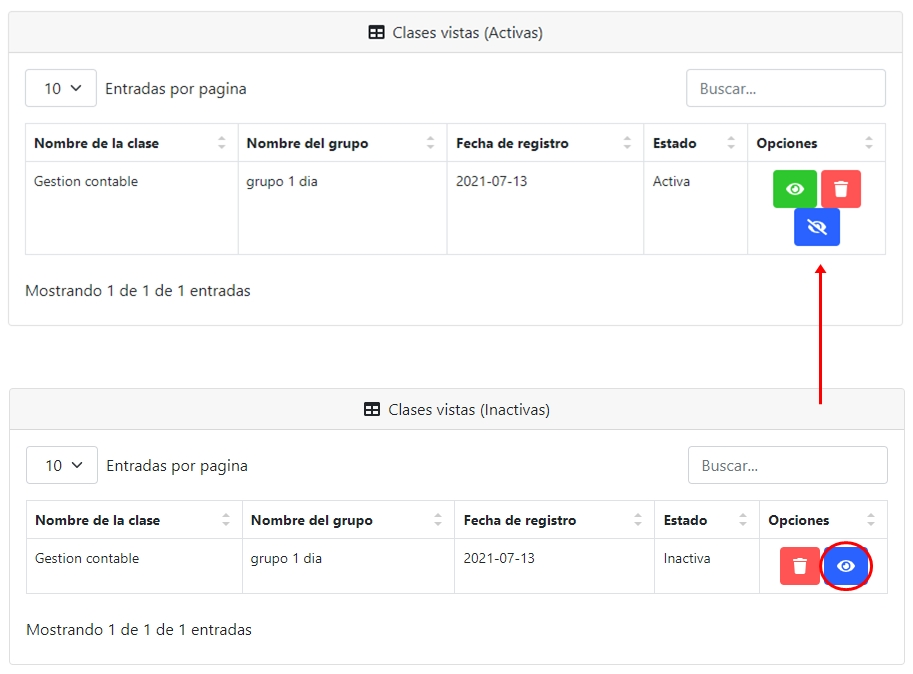 Clases vistas (Activas)
10 Entradas por pagina Buscar...
Nombre de la clase Nombre del grupo Fecha de registro Estado Opciones
Gestion contable grupo 1 dia 2021-07-13 Activa
Mostrando 1 de 1 de 1 entradas
Clases vistas (Inactivas)
10 Entradas por pagina Buscar...
Nombre de la clase Nombre del grupo Fecha de registro Estado Opciones
Gestion contable grupo 1 dia 2021-07-13 Inactiva
Mostrando 1 de 1 de 1 entradas